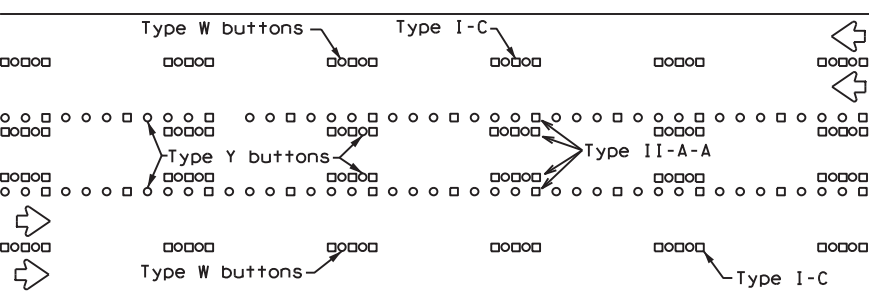 Type W buttons
Type I-C
Type Y buttons
Type II-A-A
Type W buttons
Type I-C